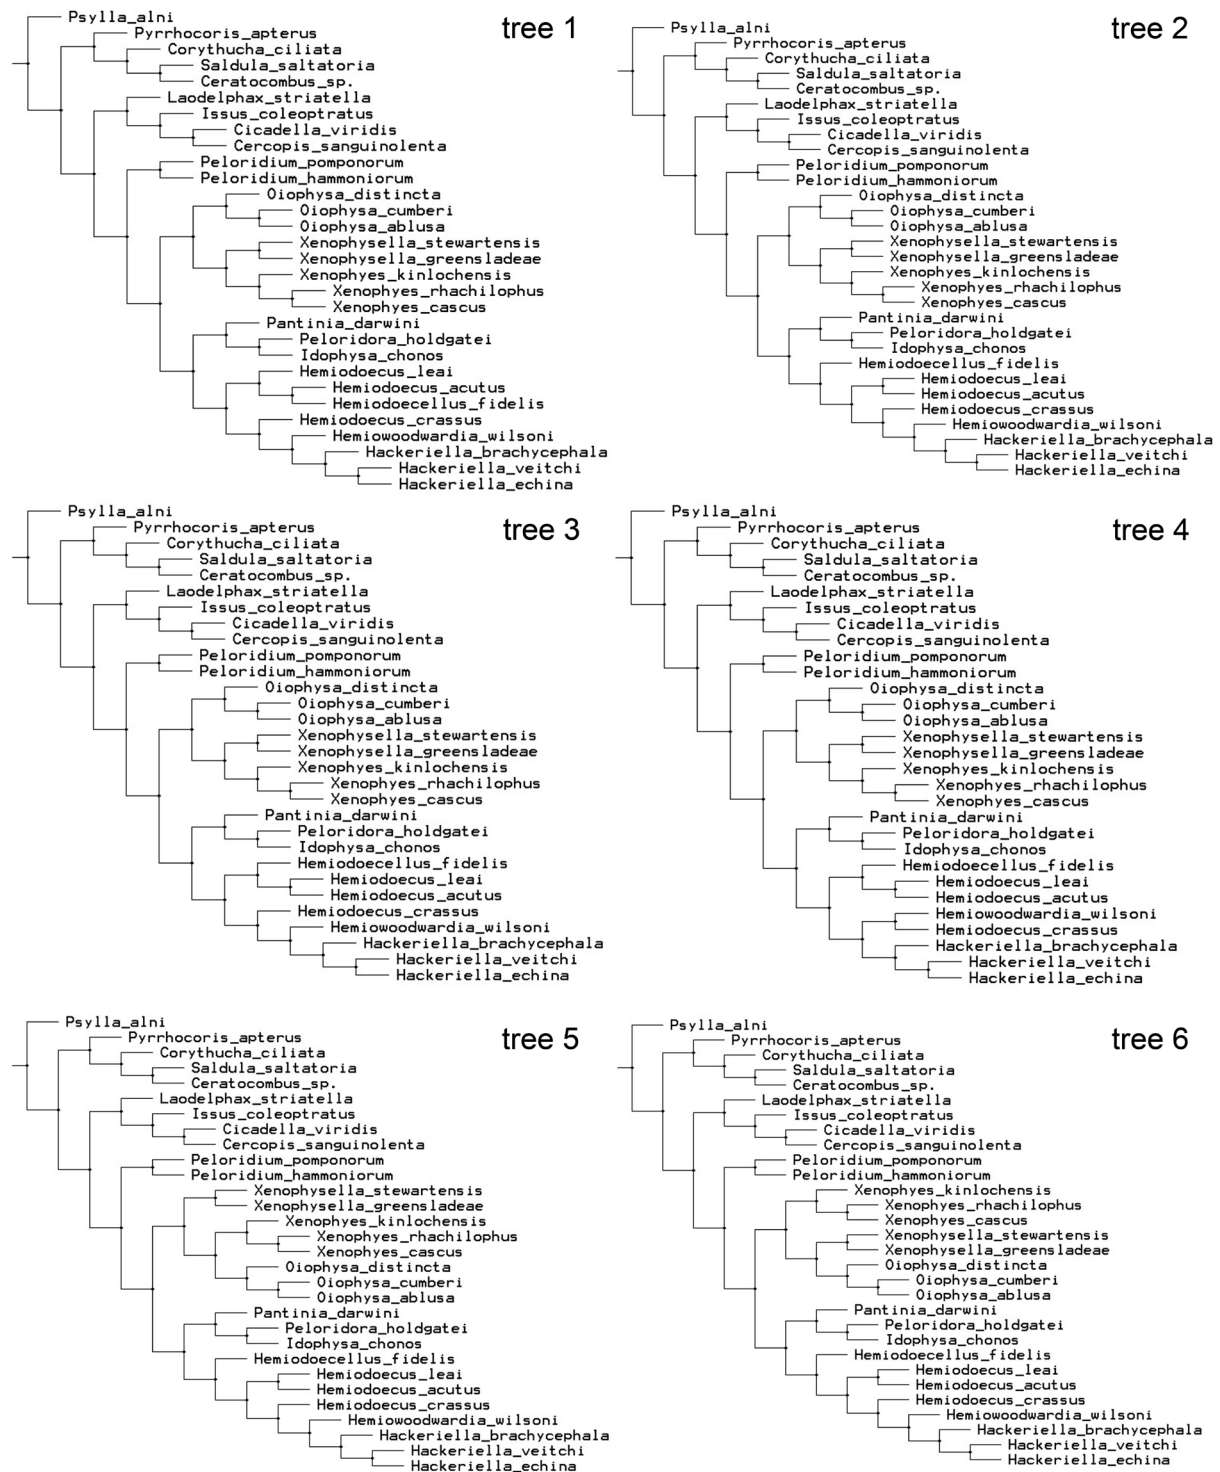 tree 1
Psylla_alni
Pyrrhocoris_apterus
Corythucha_ciliata
Saldula_saltatoria
Ceratocombus_sp.
Laodelphax_striatella
Issus_coleoptratus
Cicadella_viridis
Cercopis_sanguinolenta
Peloridium_pomponorum
Peloridium_hammoniorum
Oiophysa_distincta
Oiophysa_cumberi
Oiophysa_ablusa
Xenophysella_stewartensis
Xenophysella_greensladeae
Xenophyes_kinlochensis
Xenophyes_rhachilophus
Xenophyes_cascus
Pantinia_darwini
Peloridora_holdgatei
Idophysa_chonos
Hemiodoecus_leai
Hemiodoecus_acutus
Hemiodoecellus_fidelis
Hemiodoecus_crassus
Hemiowoodwardia_wilsoni
Hackeriella_brachycephala
Hackeriella_veitchi
Hackeriella_echina
tree 2
Psylla_alni
Pyrrhocoris_apterus
Corythucha_ciliata
Saldula_saltatoria
Ceratocombus_sp.
Laodelphax_striatella
Issus_coleoptratus
Cicadella_viridis
Cercopis_sanguinolenta
Peloridium_pomponorum
Peloridium_hammoniorum
Oiophysa_distincta
Oiophysa_cumberi
Oiophysa_ablusa
Xenophysella_stewartensis
Xenophysella_greensladeae
Xenophyes_kinlochensis
Xenophyes_rhachilophus
Xenophyes_cascus
Pantinia_darwini
Peloridora_holdgatei
Idophysa_chonos
Hemiodoecellus_fidelis
Hemiodoecus_leai
Hemiodoecus_acutus
Hemiodoecus_crassus
Hemiowoodwardia_wilsoni
Hackeriella_brachycephala
Hackeriella_veitchi
Hackeriella_echina
tree 3
Psylla_alni
Pyrrhocoris_apterus
Corythucha_ciliata
Saldula_saltatoria
Ceratocombus_sp.
Laodelphax_striatella
Issus_coleoptratus
Cicadella_viridis
Cercopis_sanguinolenta
Peloridium_pomponorum
Peloridium_hammoniorum
Oiophysa_distincta
Oiophysa_cumberi
Oiophysa_ablusa
Xenophysella_stewartensis
Xenophysella_greensladeae
Xenophyes_kinlochensis
Xenophyes_rhachilophus
Xenophyes_cascus
Pantinia_darwini
Peloridora_holdgatei
Idophysa_chonos
Hemiodoecellus_fidelis
Hemiodoecus_leai
Hemiodoecus_acutus
Hemiodoecus_crassus
Hemiowoodwardia_wilsoni
Hackeriella_brachycephala
Hackeriella_veitchi
Hackeriella_echina
tree 4
Psylla_alni
Pyrrhocoris_apterus
Corythucha_ciliata
Saldula_saltatoria
Ceratocombus_sp.
Laodelphax_striatella
Issus_coleoptratus
Cicadella_viridis
Cercopis_sanguinolenta
Peloridium_pomponorum
Peloridium_hammoniorum
Oiophysa_distincta
Oiophysa_cumberi
Oiophysa_ablusa
Xenophysella_stewartensis
Xenophysella_greensladeae
Xenophyes_kinlochensis
Xenophyes_rhachilophus
Xenophyes_cascus
Pantinia_darwini
Peloridora_holdgatei
Idophysa_chonos
Hemiodoecellus_fidelis
Hemiodoecus_leai
Hemiodoecus_acutus
Hemiowoodwardia_wilsoni
Hemiodoecus_crassus
Hackeriella_brachycephala
Hackeriella_veitchi
Hackeriella_echina
tree 5
Psylla_alni
Pyrrhocoris_apterus
Corythucha_ciliata
Saldula_saltatoria
Ceratocombus_sp.
Laodelphax_striatella
Issus_coleoptratus
Cicadella_viridis
Cercopis_sanguinolenta
Peloridium_pomponorum
Peloridium_hammoniorum
Xenophysella_stewartensis
Xenophysella_greensladeae
Xenophyes_kinlochensis
Xenophyes_rhachilophus
Xenophyes_cascus
Oiophysa_distincta
Oiophysa_cumberi
Oiophysa_ablusa
Pantinia_darwini
Peloridora_holdgatei
Idophysa_chonos
Hemiodoecellus_fidelis
Hemiodoecus_leai
Hemiodoecus_acutus
Hemiodoecus_crassus
Hemiowoodwardia_wilsoni
Hackeriella_brachycephala
Hackeriella_veitchi
Hackeriella_echina
tree 6
Psylla_alni
Pyrrhocoris_apterus
Corythucha_ciliata
Saldula_saltatoria
Ceratocombus_sp.
Laodelphax_striatella
Issus_coleoptratus
Cicadella_viridis
Cercopis_sanguinolenta
Peloridium_pomponorum
Peloridium_hammoniorum
Xenophyes_kinlochensis
Xenophyes_rhachilophus
Xenophyes_cascus
Xenophysella_stewartensis
Xenophysella_greensladeae
Oiophysa_distincta
Oiophysa_cumberi
Oiophysa_ablusa
Pantinia_darwini
Peloridora_holdgatei
Idophysa_chonos
Hemiodoecellus_fidelis
Hemiodoecus_leai
Hemiodoecus_acutus
Hemiodoecus_crassus
Hemiowoodwardia_wilsoni
Hackeriella_brachycephala
Hackeriella_veitchi
Hackeriella_echina